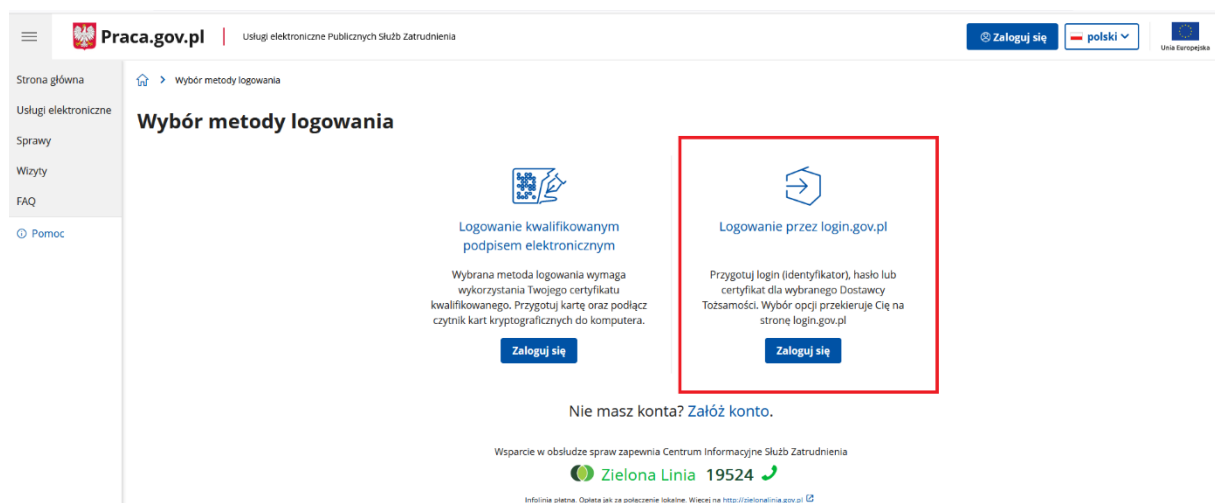 Praca.gov.pl
Usługi elektroniczne Publicznych Służb Zatrudnienia
Zaloguj się
polski
Unia Europejska
Strona główna
Usługi elektroniczne
Sprawy
Wizyty
FAQ
Pomoc
Wybór metody logowania
Wybór metody logowania
Logowanie kwalifikowanym
podpisem elektronicznym
Wybrana metoda logowania wymaga
wykorzystania Twojego certyfikatu
kwalifikowanego. Przygotuj kartę oraz podłącz
czytnik kart kryptograficznych do komputera.
Zaloguj się
Logowanie przez login.gov.pl
Przygotuj login (identyfikator), hasło lub
certyfikat dla wybranego Dostawcy
Tożsamości. Wybór opcji przekieruje Cię na
stronę login.gov.pl
Zaloguj się
Nie masz konta? Załóż konto.
Wsparcie w obsłudze spraw zapewnia Centrum Informacyjne Służb Zatrudnienia
Zielona Linia 19524
Infolinia płatna. Opłata jak za połączenie lokalne. Więcej na http://zielonalinia.gov.pl